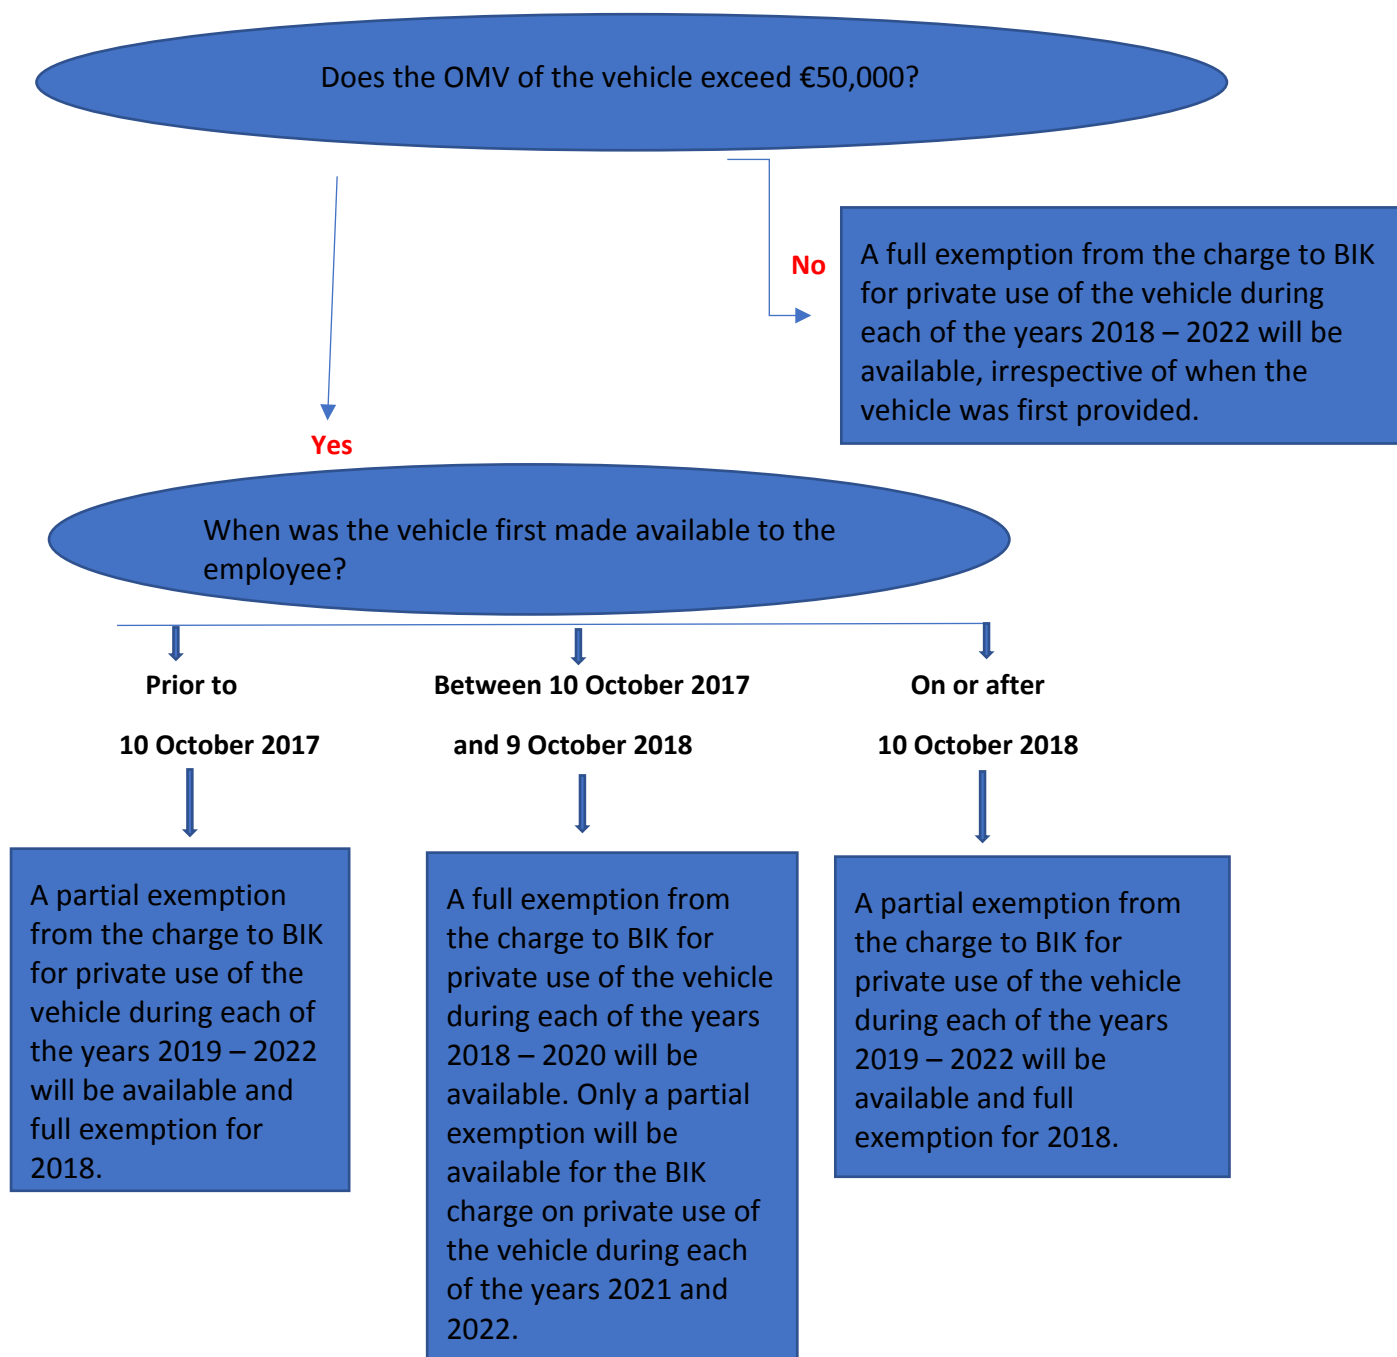 Does the OMV of the vehicle exceed €50,000?
No
A full exemption from the charge to BIK
for private use of the vehicle during
each of the years 2018 – 2022 will be
available, irrespective of when the
vehicle was first provided.
Yes
When was the vehicle first made available to the
employee?
Prior to
10 October 2017
Between 10 October 2017
and 9 October 2018
On or after
10 October 2018
A partial exemption
from the charge to BIK
for private use of the
vehicle during each of
the years 2019 – 2022
will be available and
full exemption for
2018.
A full exemption from
the charge to BIK for
private use of the vehicle
during each of the years
2018 – 2020 will be
available. Only a partial
exemption will be
available for the BIK
charge on private use of
the vehicle during each
of the years 2021 and
2022.
A partial exemption from
the charge to BIK for
private use of the vehicle
during each of the years
2019 – 2022 will be
available and full
exemption for 2018.